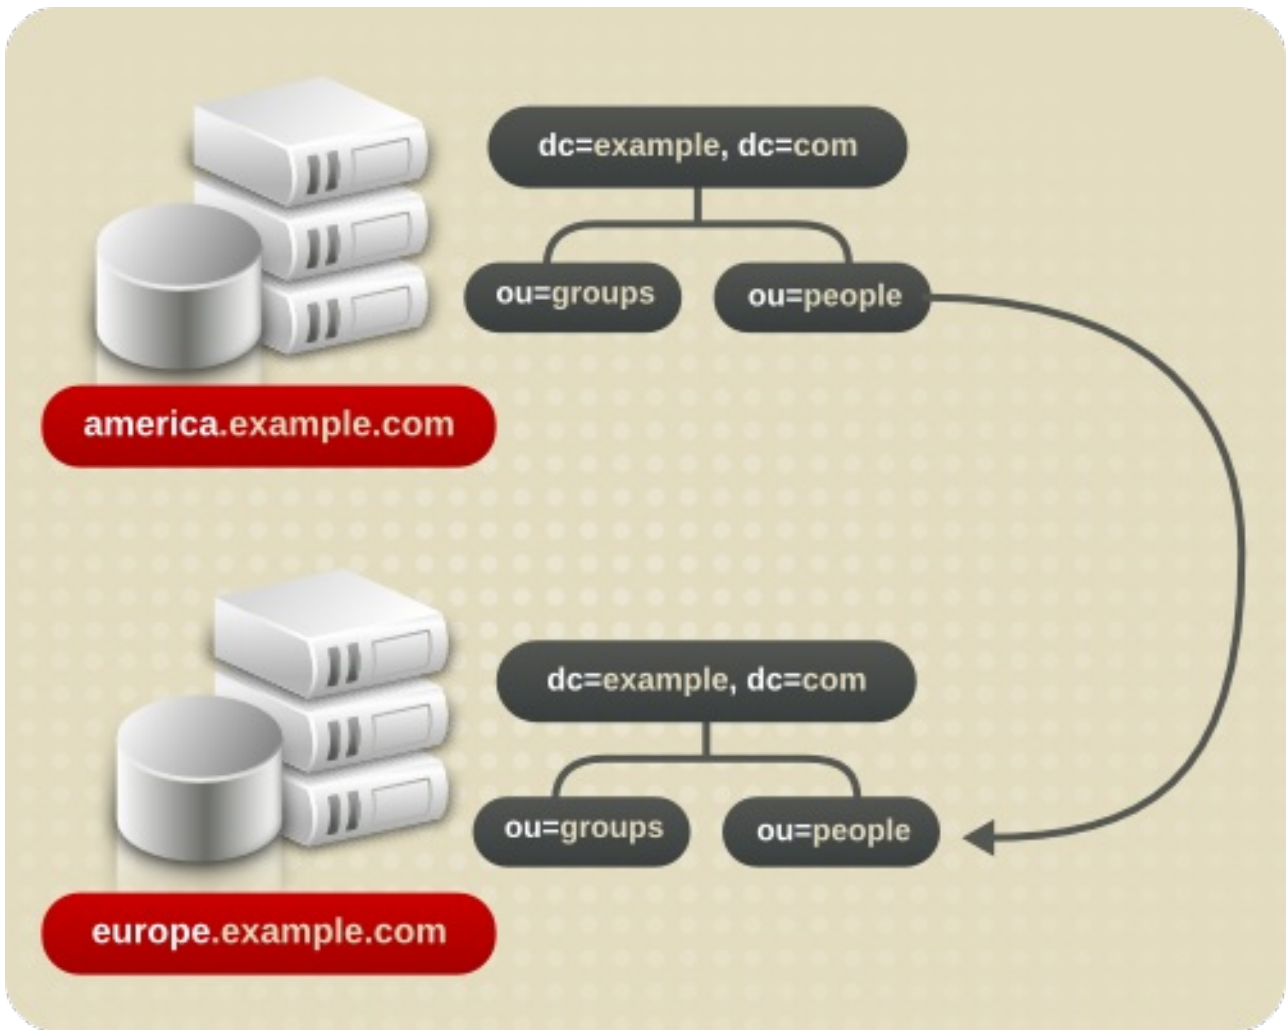 dc=example, dc=com
ou=groups
ou=people
america.example.com
dc=example, dc=com
ou=groups
ou=people
europe.example.com